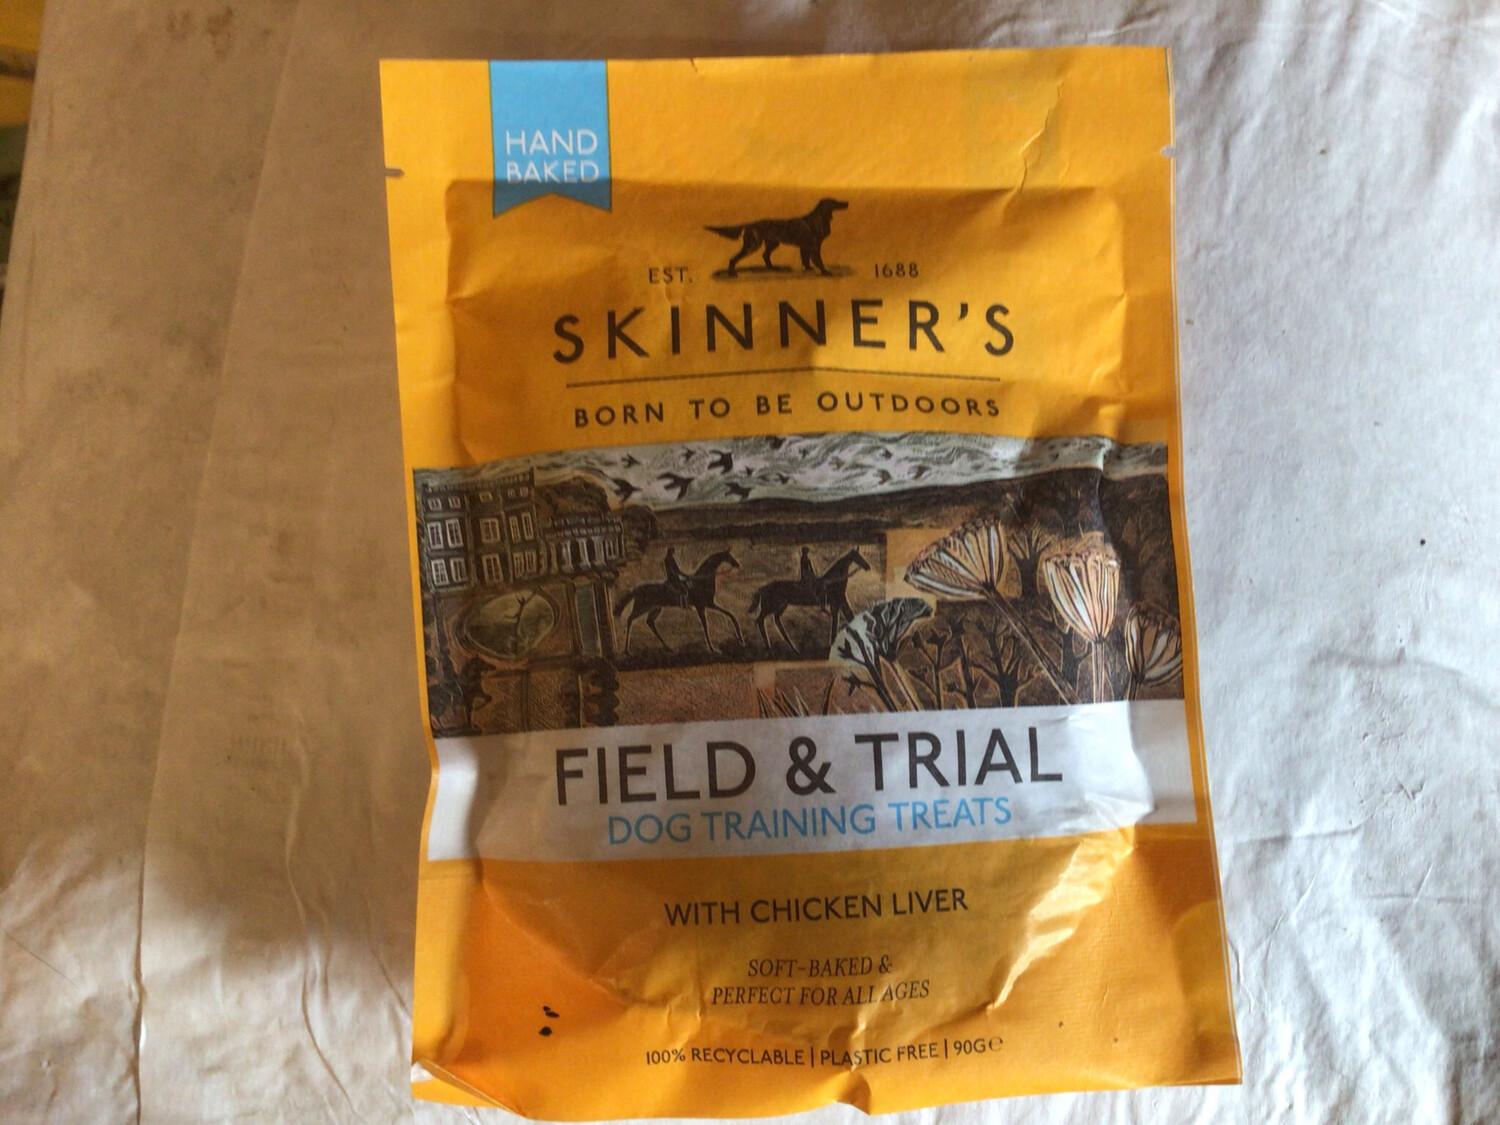 HAND
BAKED
EST. 1688
SKINNER'S
BORN TO BE OUTDOORS
FIELD & TRIAL
DOG TRAINING TREATS
WITH CHICKEN LIVER
SOFT-BAKED &
PERFECT FOR ALL AGES
100% RECYCLABLE | PLASTIC FREE | 90G℮